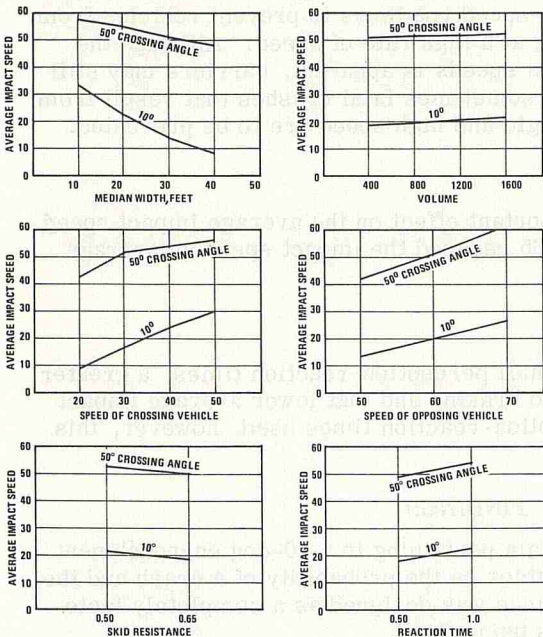 AVERAGE IMPACT SPEED
60
50
40
30
20
10
0
50° CROSSING ANGLE
10°
10 20 30 40 50
MEDIAN WIDTH, FEET
AVERAGE IMPACT SPEED
60
50
40
30
20
10
0
50° CROSSING ANGLE
10°
400 800 1200 1600
VOLUME
AVERAGE IMPACT SPEED
60
50
40
30
20
10
0
50° CROSSING ANGLE
10°
20 30 40 50
SPEED OF CROSSING VEHICLE
AVERAGE IMPACT SPEED
60
50
40
30
20
10
0
50° CROSSING ANGLE
10°
50 60 70
SPEED OF OPPOSING VEHICLE
AVERAGE IMPACT SPEED
60
50
40
30
20
10
0
50° CROSSING ANGLE
10°
0.50 0.65
SKID RESISTANCE
AVERAGE IMPACT SPEED
60
50
40
30
20
10
0
50° CROSSING ANGLE
10°
0.50 1.0
REACTION TIME